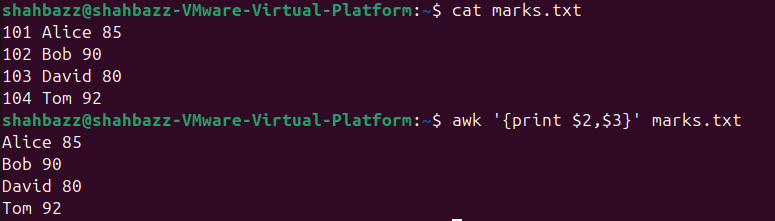 shahbazz@shahbazz-VMware-Virtual-Platform:~$ cat marks.txt
101 Alice 85
102 Bob 90
103 David 80
104 Tom 92
shahbazz@shahbazz-VMware-Virtual-Platform:~$ awk '{print $2,$3}' marks.txt
Alice 85
Bob 90
David 80
Tom 92